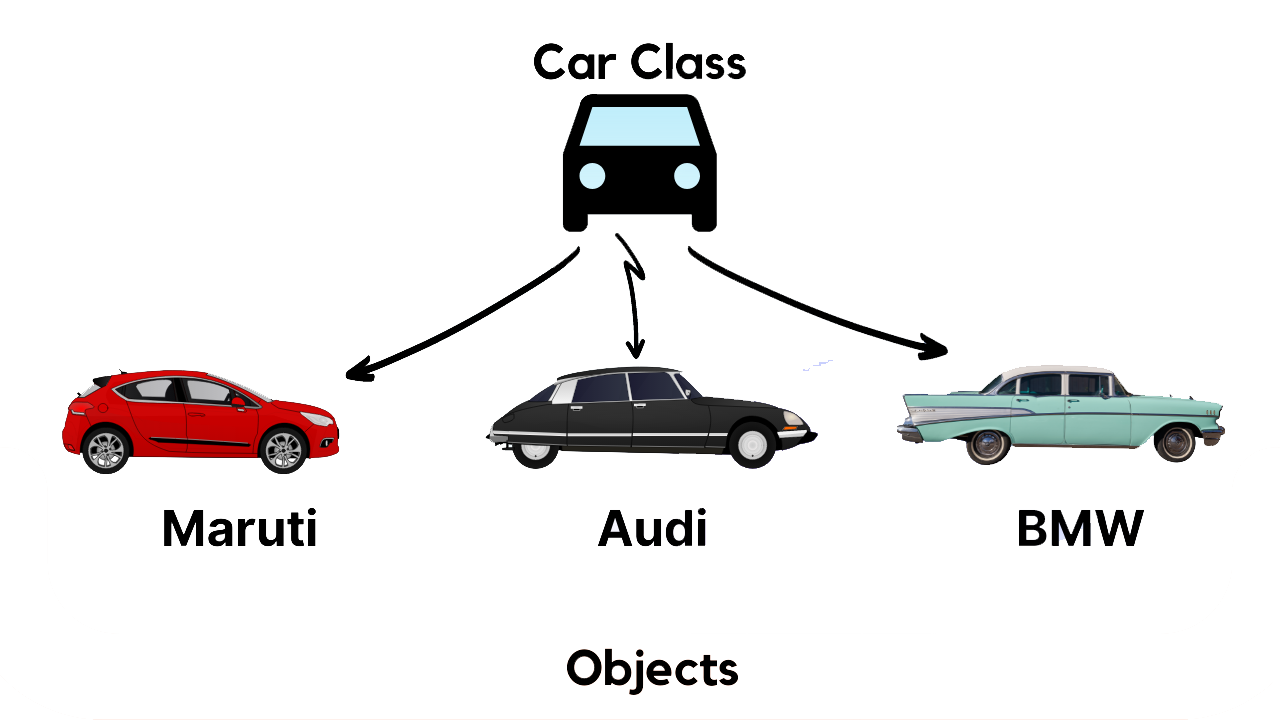 Car Class
Maruti
Audi
BMW
Objects